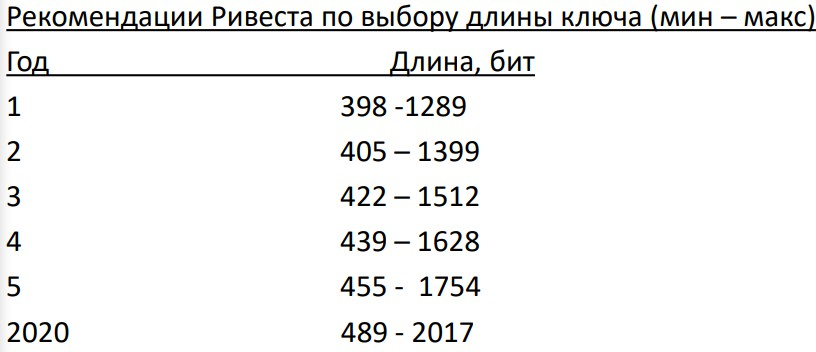 Рекомендации Ривеста по выбору длины ключа (мин – макс)
Год Длина, бит
1 398 -1289
2 405 – 1399
3 422 – 1512
4 439 – 1628
5 455 - 1754
2020 489 - 2017